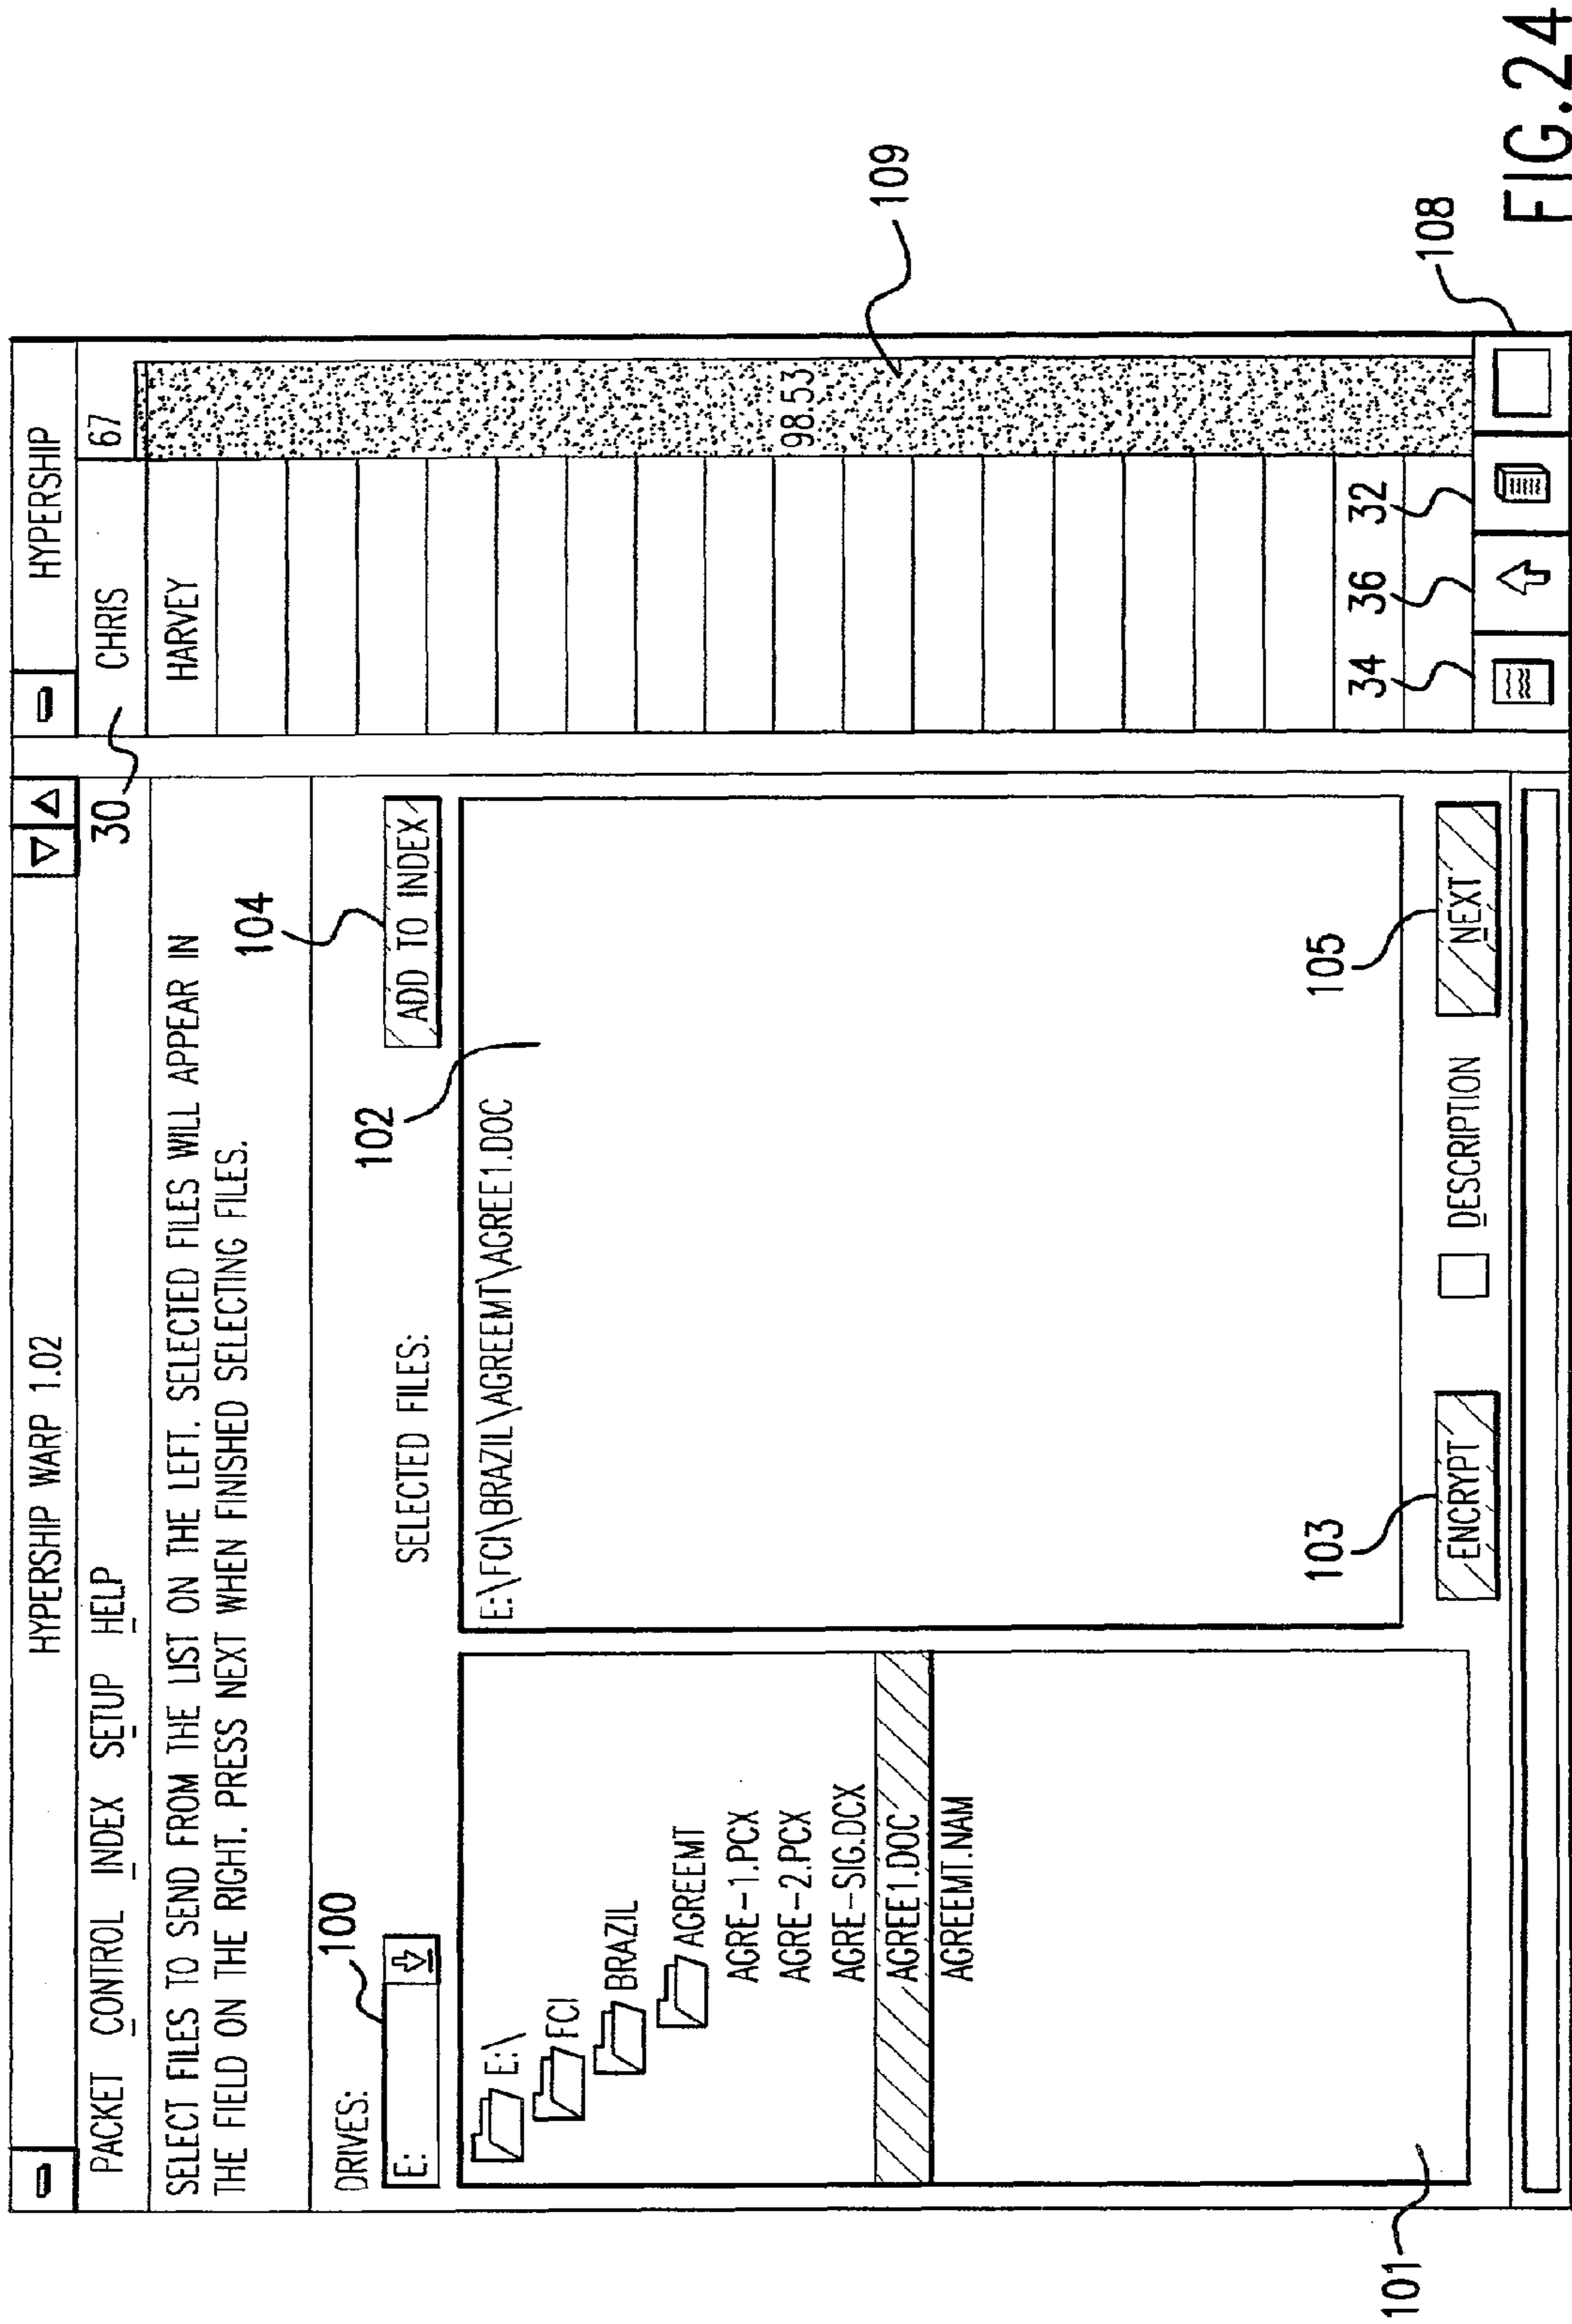 HYPERSHIP WARP 1.02
PACKET CONTROL INDEX SETUP HELP
SELECT FILES TO SEND FROM THE LIST ON THE LEFT. SELECTED FILES WILL APPEAR IN
THE FIELD ON THE RIGHT. PRESS NEXT WHEN FINISHED SELECTING FILES.
DRIVES:
100
E:
SELECTED FILES:
102
104
ADD TO INDEX
E:\
FCI
BRAZIL
AGREEMT
AGRE-1.PCX
AGRE-2.PCX
AGRE-SIG.DCX
AGREE1.DOC
AGREEMT.NAM
101
E:\FCI\BRAZIL\AGREEMT\AGREE1.DOC
103
105
ENCRYPT
DESCRIPTION
NEXT
HYPERSHIP
30
CHRIS
67
HARVEY
98.53
109
34
36
32
108
FIG.24